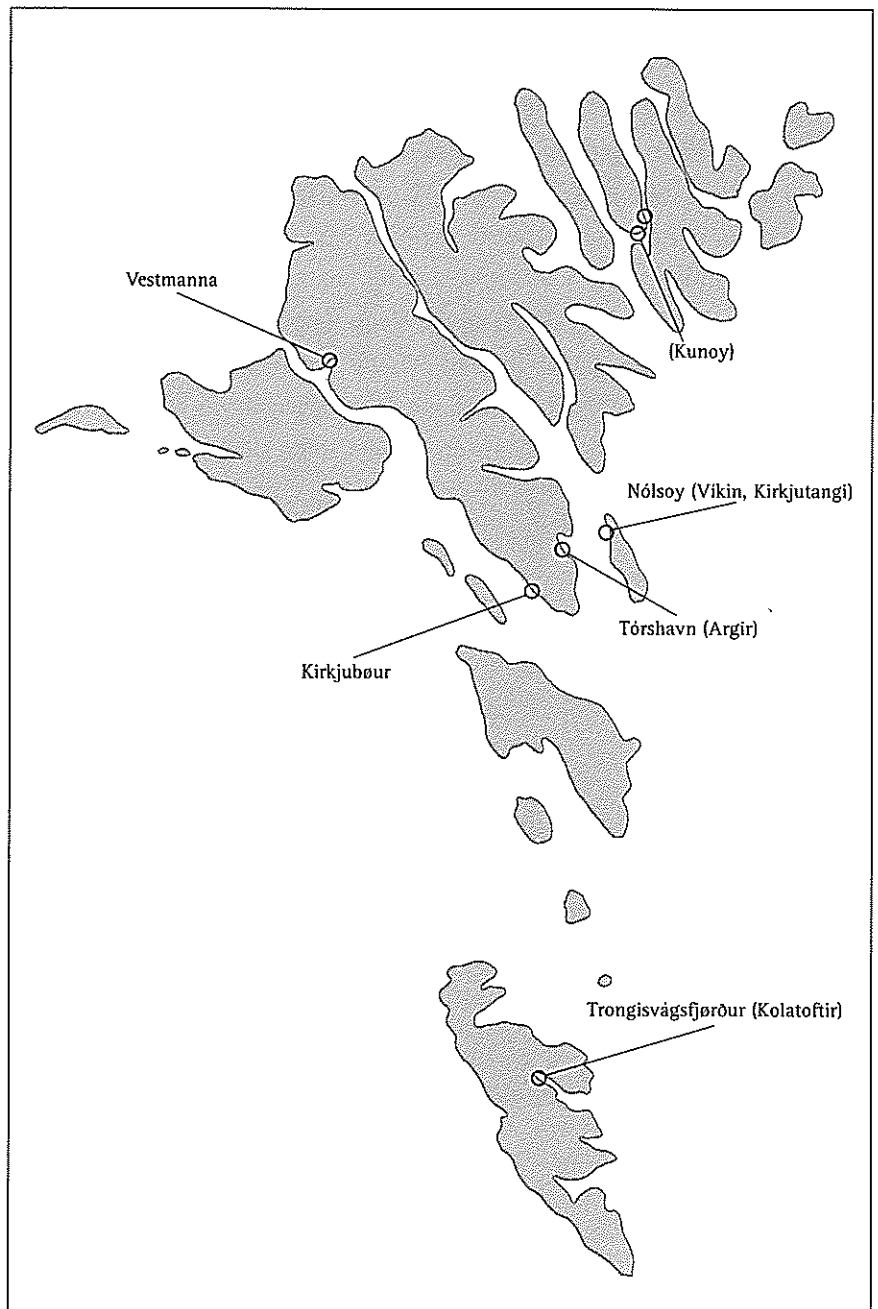 Vestmanna
(Kunoy)
Nólsoy (Víkin, Kirkjutangi)
Tórshavn (Argir)
Kirkjubøur
Trongisvágsfjørður (Kolatoftir)